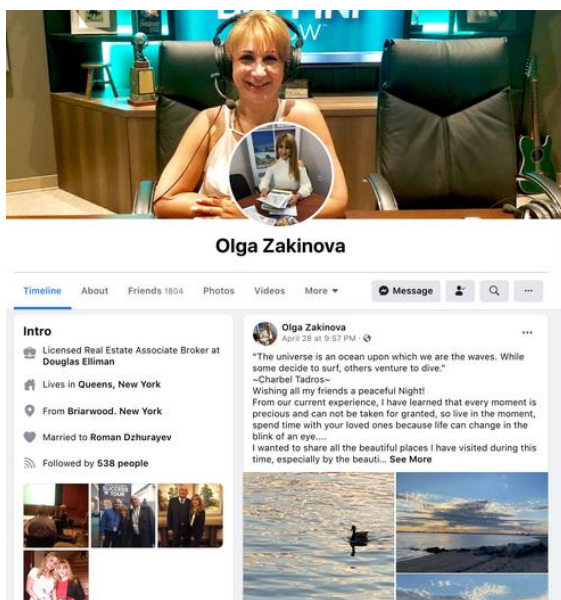 Olga Zakinova
Timeline About Friends 1804 Photos Videos More Message
Intro
Licensed Real Estate Associate Broker at
Douglas Elliman
Lives in Queens, New York
From Briarwood. New York
Married to Roman Dzhurayev
Followed by 538 people
SUCCESS
TOUR
Olga Zakinova
April 28 at 9:57 PM ·
"The universe is an ocean upon which we are the waves. While
some decide to surf, others venture to dive."
~Charbel Tadros~
Wishing all my friends a peaceful Night!
From our current experience, I have learned that every moment is
precious and can not be taken for granted, so live in the moment,
spend time with your loved ones because life can change in the
blink of an eye....
I wanted to share all the beautiful places I have visited during this
time, especially by the beauti... See More